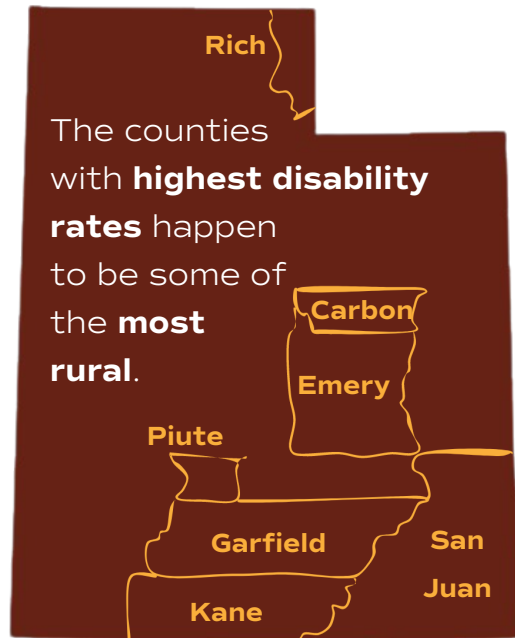 Rich
The counties
with highest disability
rates happen
to be some of
the most
rural.
Carbon
Emery
Piute
Garfield
San
Juan
Kane